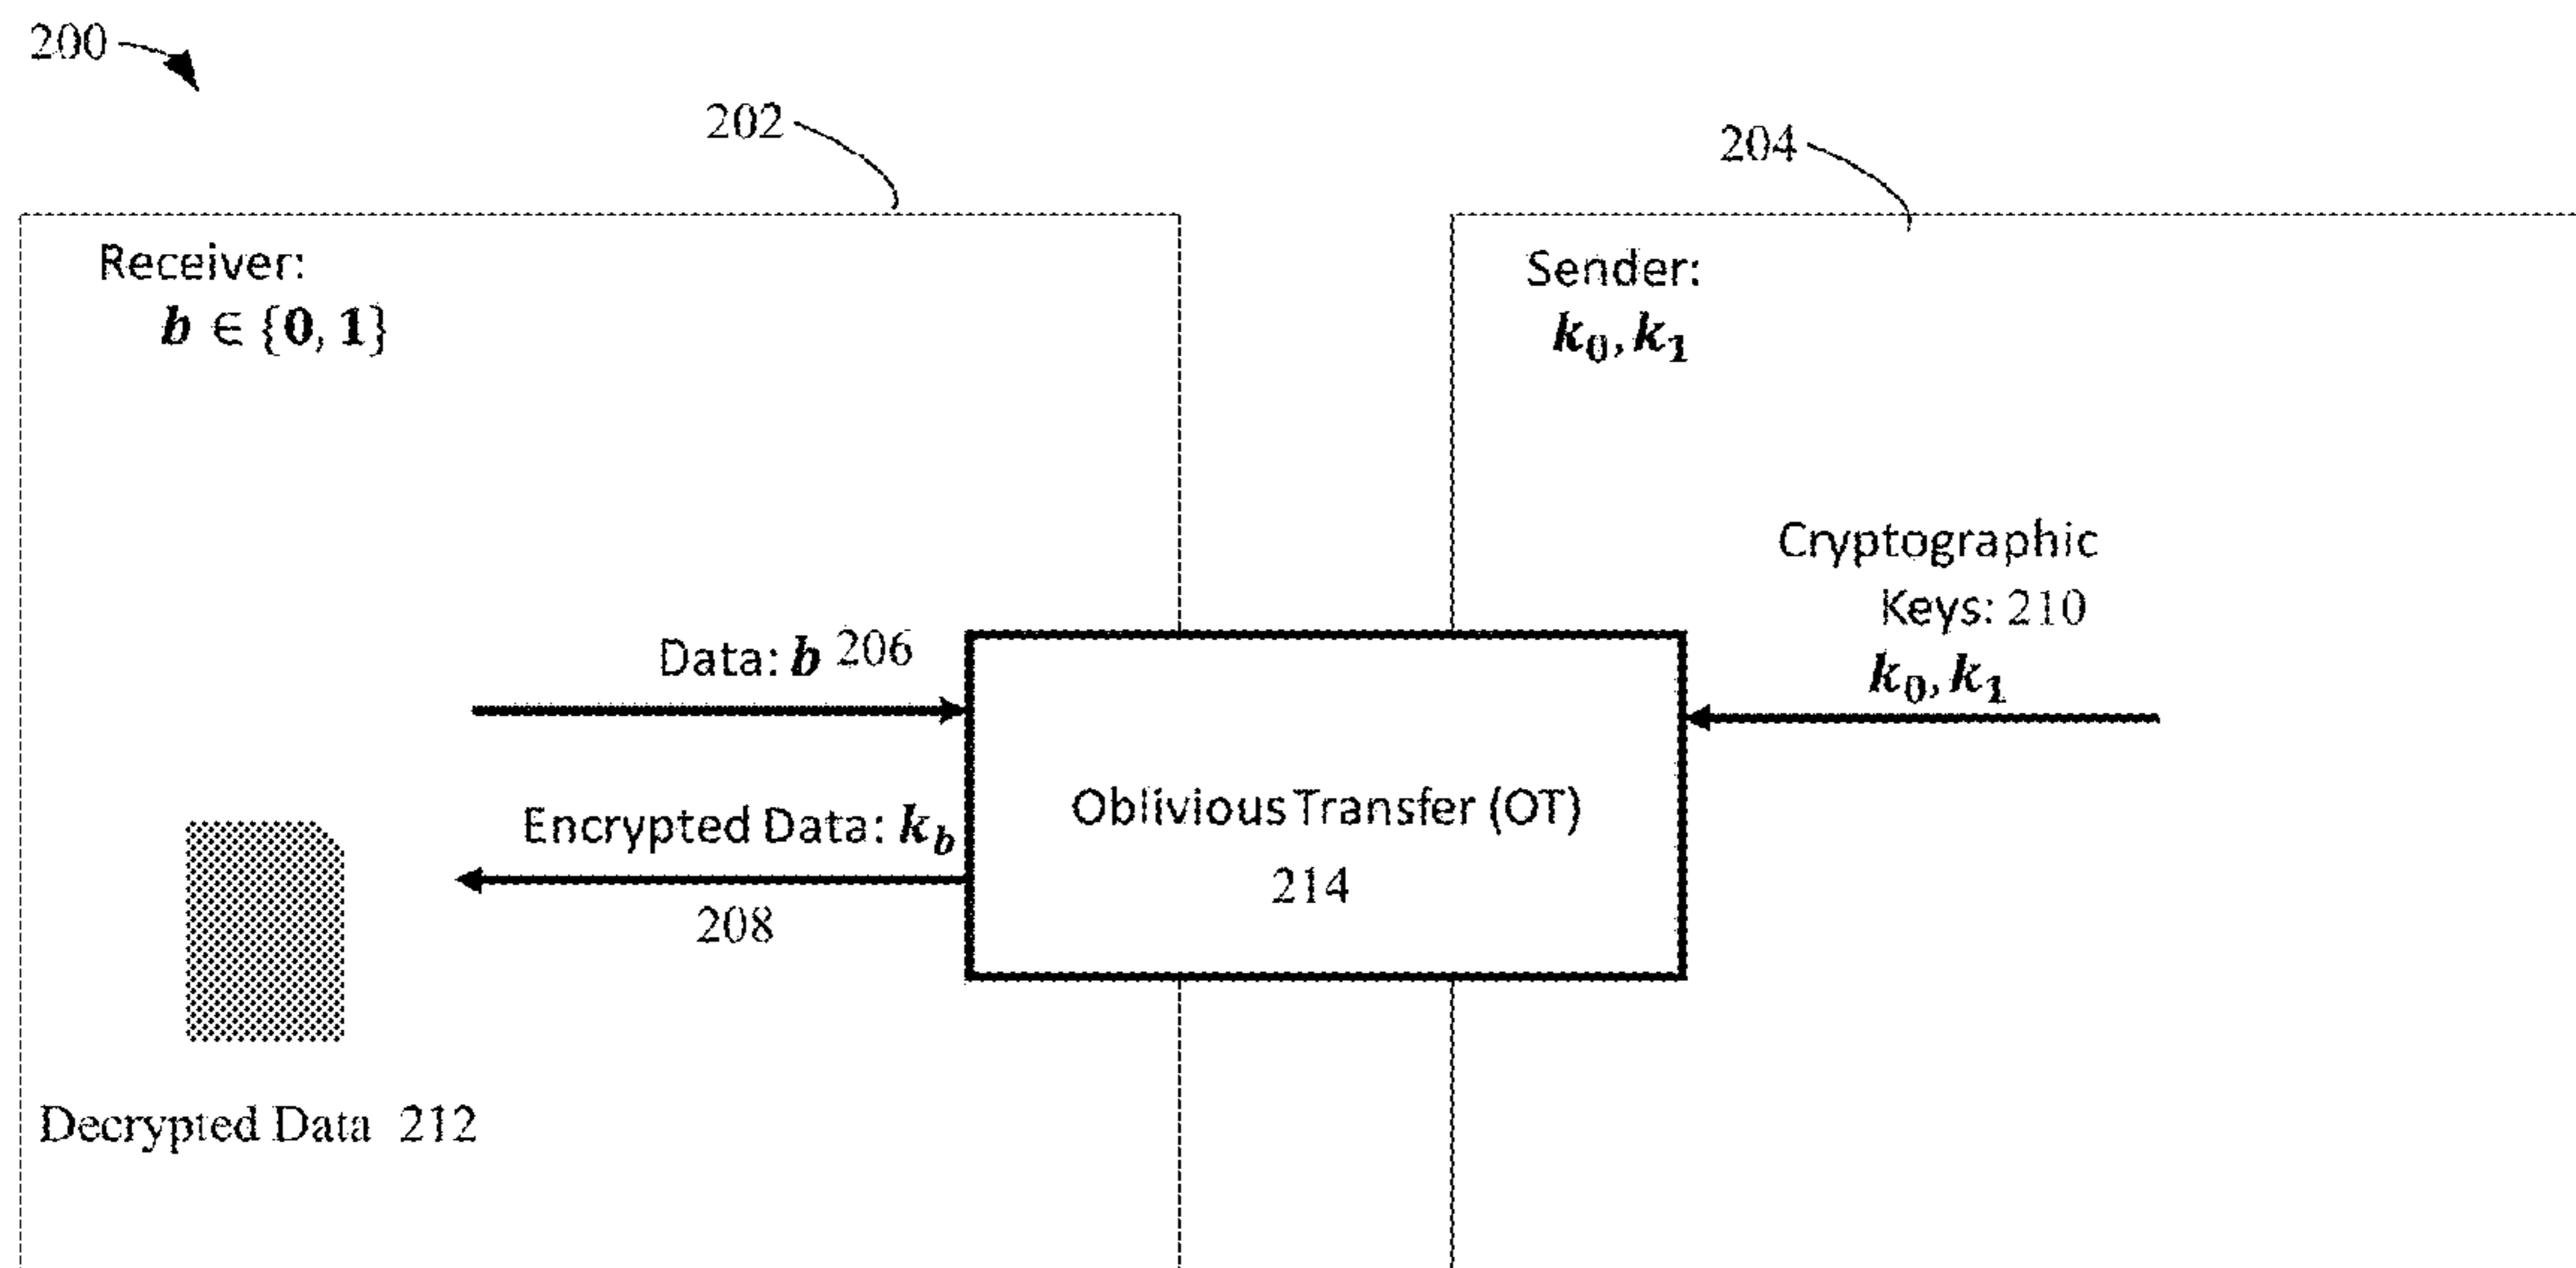 200
202
204
Receiver:
b ∈ {0, 1}
Sender:
k₀, k₁
Cryptographic
Keys: 210
k₀, k₁
Data: b 206
Encrypted Data: k_b
208
Oblivious Transfer (OT)
214
Decrypted Data 212